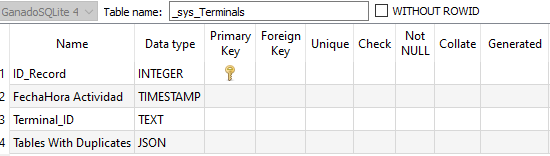 GanadoSQLite 4 Table name: _sys_Terminals WITHOUT ROWID
Name Data type Primary Key Foreign Key Unique Check Not NULL Collate Generated
1 ID_Record INTEGER
2 FechaHora Actividad TIMESTAMP
3 Terminal_ID TEXT
4 Tables With Duplicates JSON